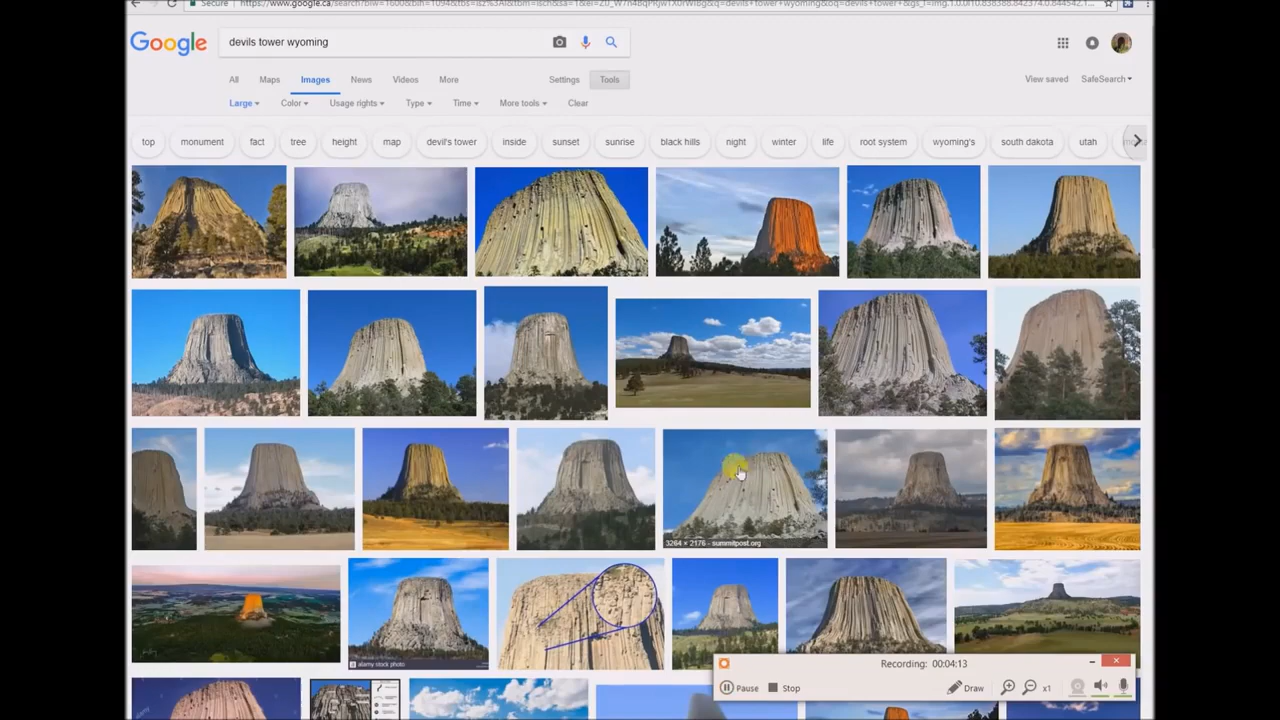 Secure
Google
devils tower wyoming
All Maps Images News Videos More Settings Tools
View saved SafeSearch
Large Color Usage rights Type Time More tools Clear
top monument fact tree height map devil's tower inside sunset sunrise black hills night winter life root system wyoming's south dakota utah
3264 × 2176 - summitpost.org
alamy stock photo
Recording: 00:04:13
Pause Stop Draw x1